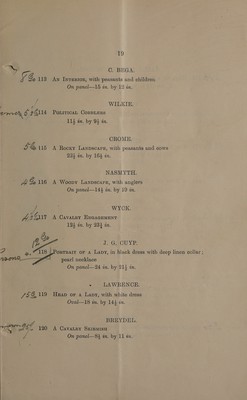 19
C. BEGA.
113 AN INTERIOR, with peasants and children
On panel—15 in. by 12 in.
WILKIE.
114 POLITICAL COBBLERS
11½ in. by 9½ in.
CROME.
115 A ROCKY LANDSCAPE, with peasants and cows
22½ in. by 16½ in.
NASMYTH.
116 A WOODY LANDSCAPE, with anglers
On panel—14½ in. by 10 in.
WYCK.
117 A CAVALRY ENGAGEMENT
12½ in. by 23½ in.
J. G. CUYP.
118 PORTRAIT OF A LADY, in black dress with deep linen collar;
pearl necklace
On panel—24 in. by 21½ in.
LAWRENCE.
119 HEAD OF A LADY, with white dress
Oval—18 in. by 14½ in.
BREYDEL.
120 A CAVALRY SKIRMISH
On panel—8½ in. by 11 in.